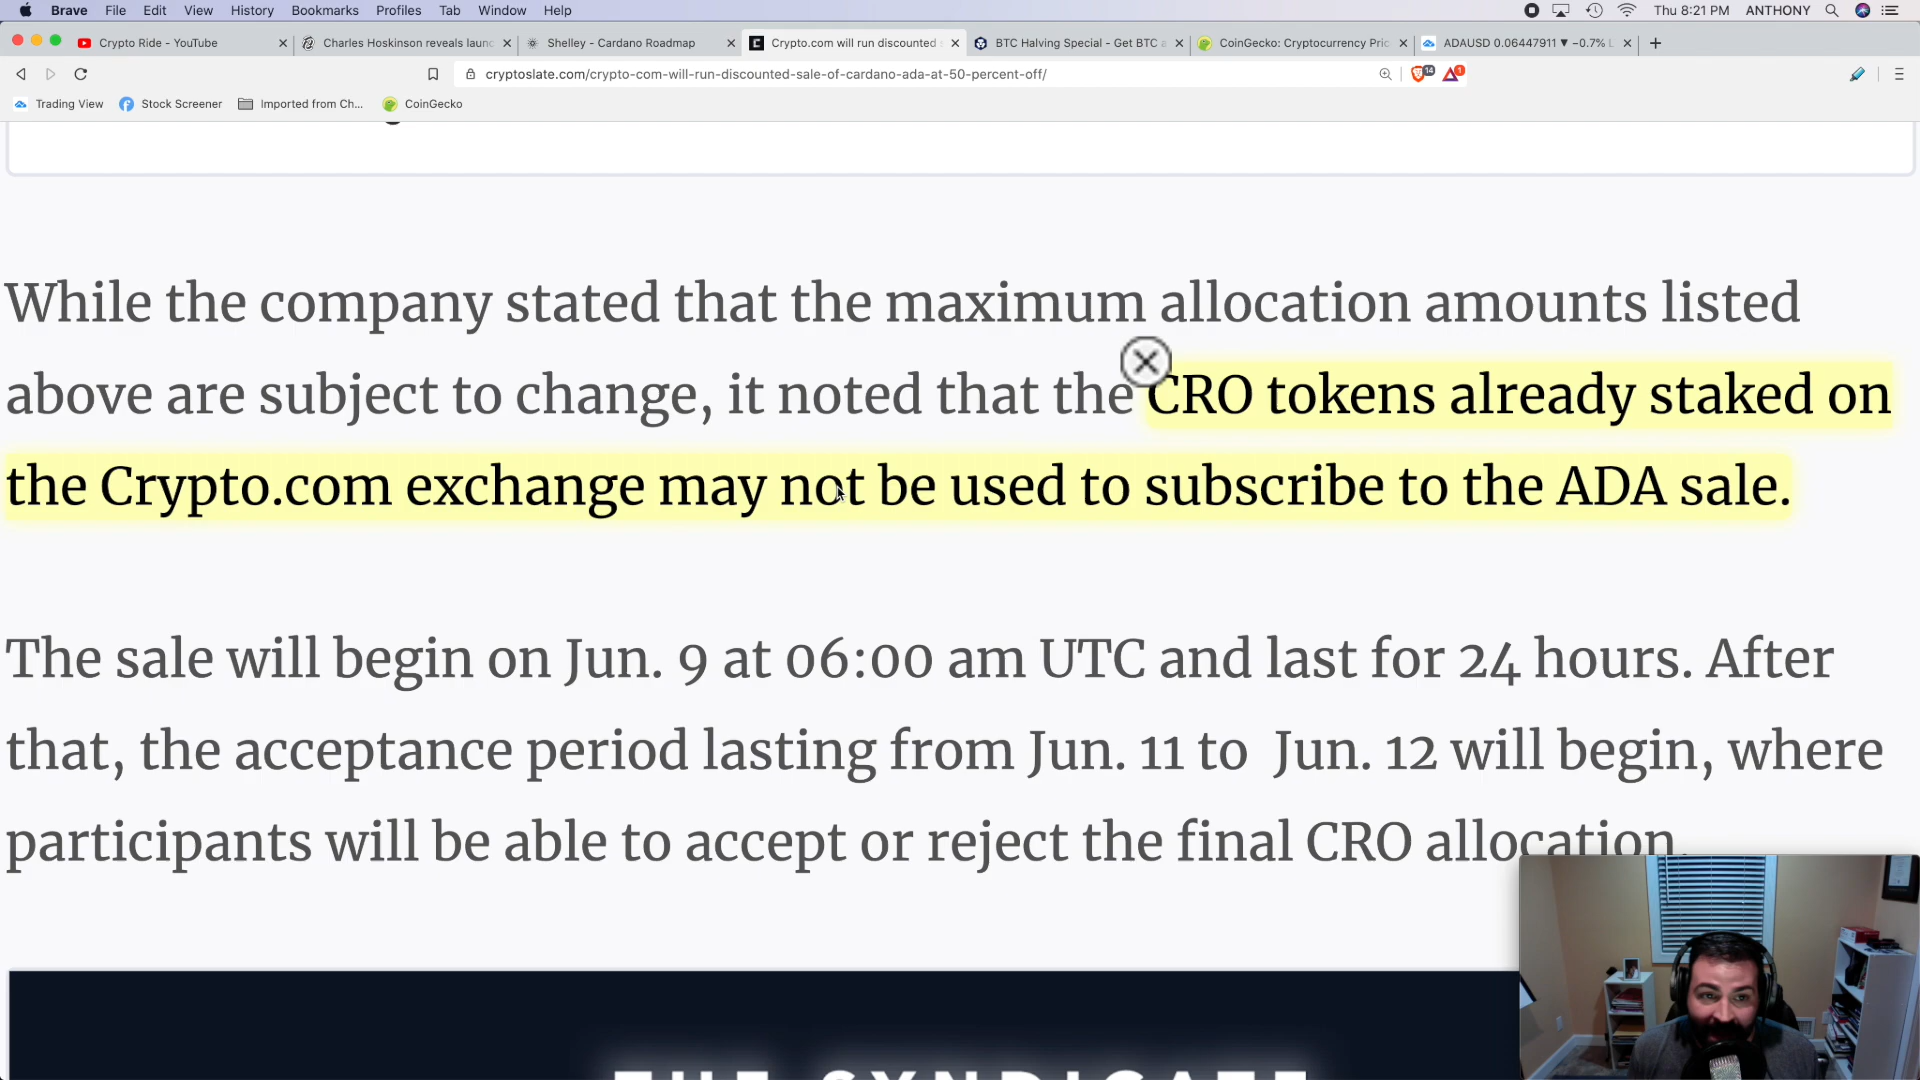 Brave File Edit View History Bookmarks Profiles Tab Window Help Thu 8:21 PM ANTHONY
Crypto Ride - YouTube Charles Hoskinson reveals launc Shelley - Cardano Roadmap Crypto.com will run discounted s BTC Halving Special - Get BTC a CoinGecko: Cryptocurrency Pric ADAUSD 0.06447911 ▼ −0.7% L
cryptoslate.com/crypto-com-will-run-discounted-sale-of-cardano-ada-at-50-percent-off/ 14 1
Trading View Stock Screener Imported from Ch... CoinGecko
While the company stated that the maximum allocation amounts listed
above are subject to change, it noted that the CRO tokens already staked on
the Crypto.com exchange may not be used to subscribe to the ADA sale.
The sale will begin on Jun. 9 at 06:00 am UTC and last for 24 hours. After
that, the acceptance period lasting from Jun. 11 to Jun. 12 will begin, where
participants will be able to accept or reject the final CRO allocation.
THE SYNDICATE